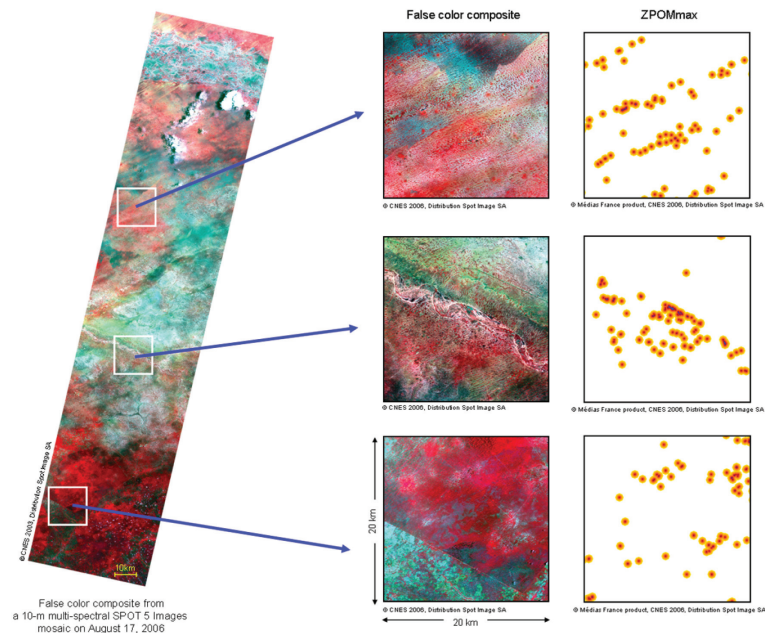 False color composite
ZPOMmax
© CNES 2006, Distribution Spot Image SA
© Médias France product, CNES 2006, Distribution Spot Image SA
© CNES 2006, Distribution Spot Image SA
© Médias France product, CNES 2006, Distribution Spot Image SA
20 km
© CNES 2006, Distribution Spot Image SA
© Médias France product, CNES 2006, Distribution Spot Image SA
20 km
© CNES 2003, Distribution Spot Image SA
10km
False color composite from
a 10-m multi-spectral SPOT 5 Images
mosaic on August 17, 2006